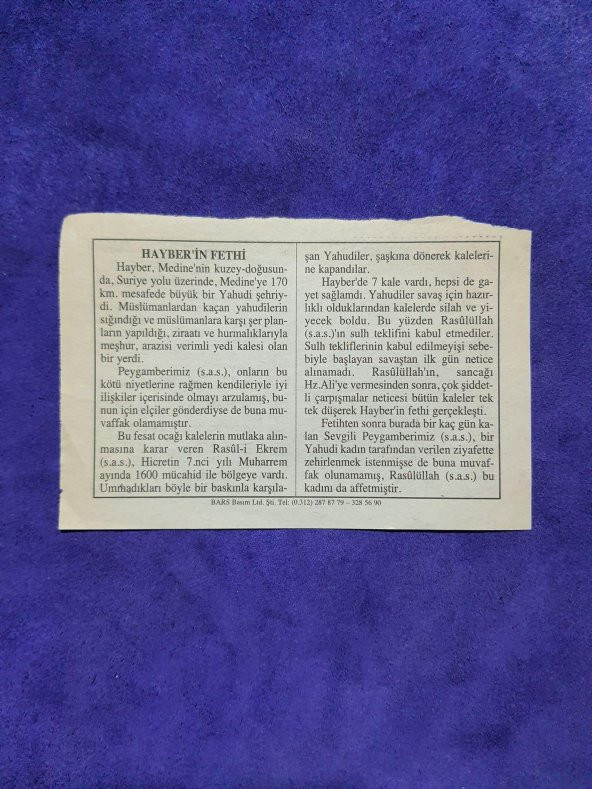 HAYBER'İN FETHİ
Hayber, Medine'nin kuzey-doğusun-
da, Suriye yolu üzerinde, Medine'ye 170
km. mesafede büyük bir Yahudi şehriy-
di. Müslümanlardan kaçan yahudilerin
sığındığı ve müslümanlara karşı şer plan-
ların yapıldığı, ziraatı ve hurmalıklarıyla
meşhur, arazisi verimli yedi kalesi olan
bir yerdi.
Peygamberimiz (s.a.s.), onların bu
kötü niyetlerine rağmen kendileriyle iyi
ilişkiler içerisinde olmayı arzulamış, bu-
nun için elçiler gönderdiyse de buna mu-
vaffak olamamıştır.
Bu fesat ocağı kalelerin mutlaka alın-
masına karar veren Rasûl-i Ekrem
(s.a.s.), Hicretin 7.nci yılı Muharrem
ayında 1600 mücahid ile bölgeye vardı.
Ummadıkları böyle bir baskınla karşıla-
şan Yahudiler, şaşkına dönerek kaleleri-
ne kapandılar.
Hayber'de 7 kale vardı, hepsi de ga-
yet sağlamdı. Yahudiler savaş için hazır-
lıklı olduklarından kalelerde silah ve yi-
yecek boldu. Bu yüzden Rasûlüllah
(s.a.s.)'ın sulh teklifini kabul etmediler.
Sulh tekliflerinin kabul edilmeyişi sebe-
biyle başlayan savaştan ilk gün netice
alınamadı. Rasûlüllah'ın, sancağı
Hz.Ali'ye vermesinden sonra, çok şiddet-
li çarpışmalar neticesi bütün kaleler tek
tek düşerek Hayber'in fethi gerçekleşti.
Fetihten sonra burada bir kaç gün ka-
lan Sevgili Peygamberimiz (s.a.s.), bir
Yahudi kadın tarafından verilen ziyafette
zehirlenmek istenmişse de buna muvaf-
fak olunamamış, Rasûlüllah (s.a.s.) bu
kadını da affetmiştir.
BARS Basım Ltd. Şti. Tel: (0.312) 287 87 79 – 328 56 90